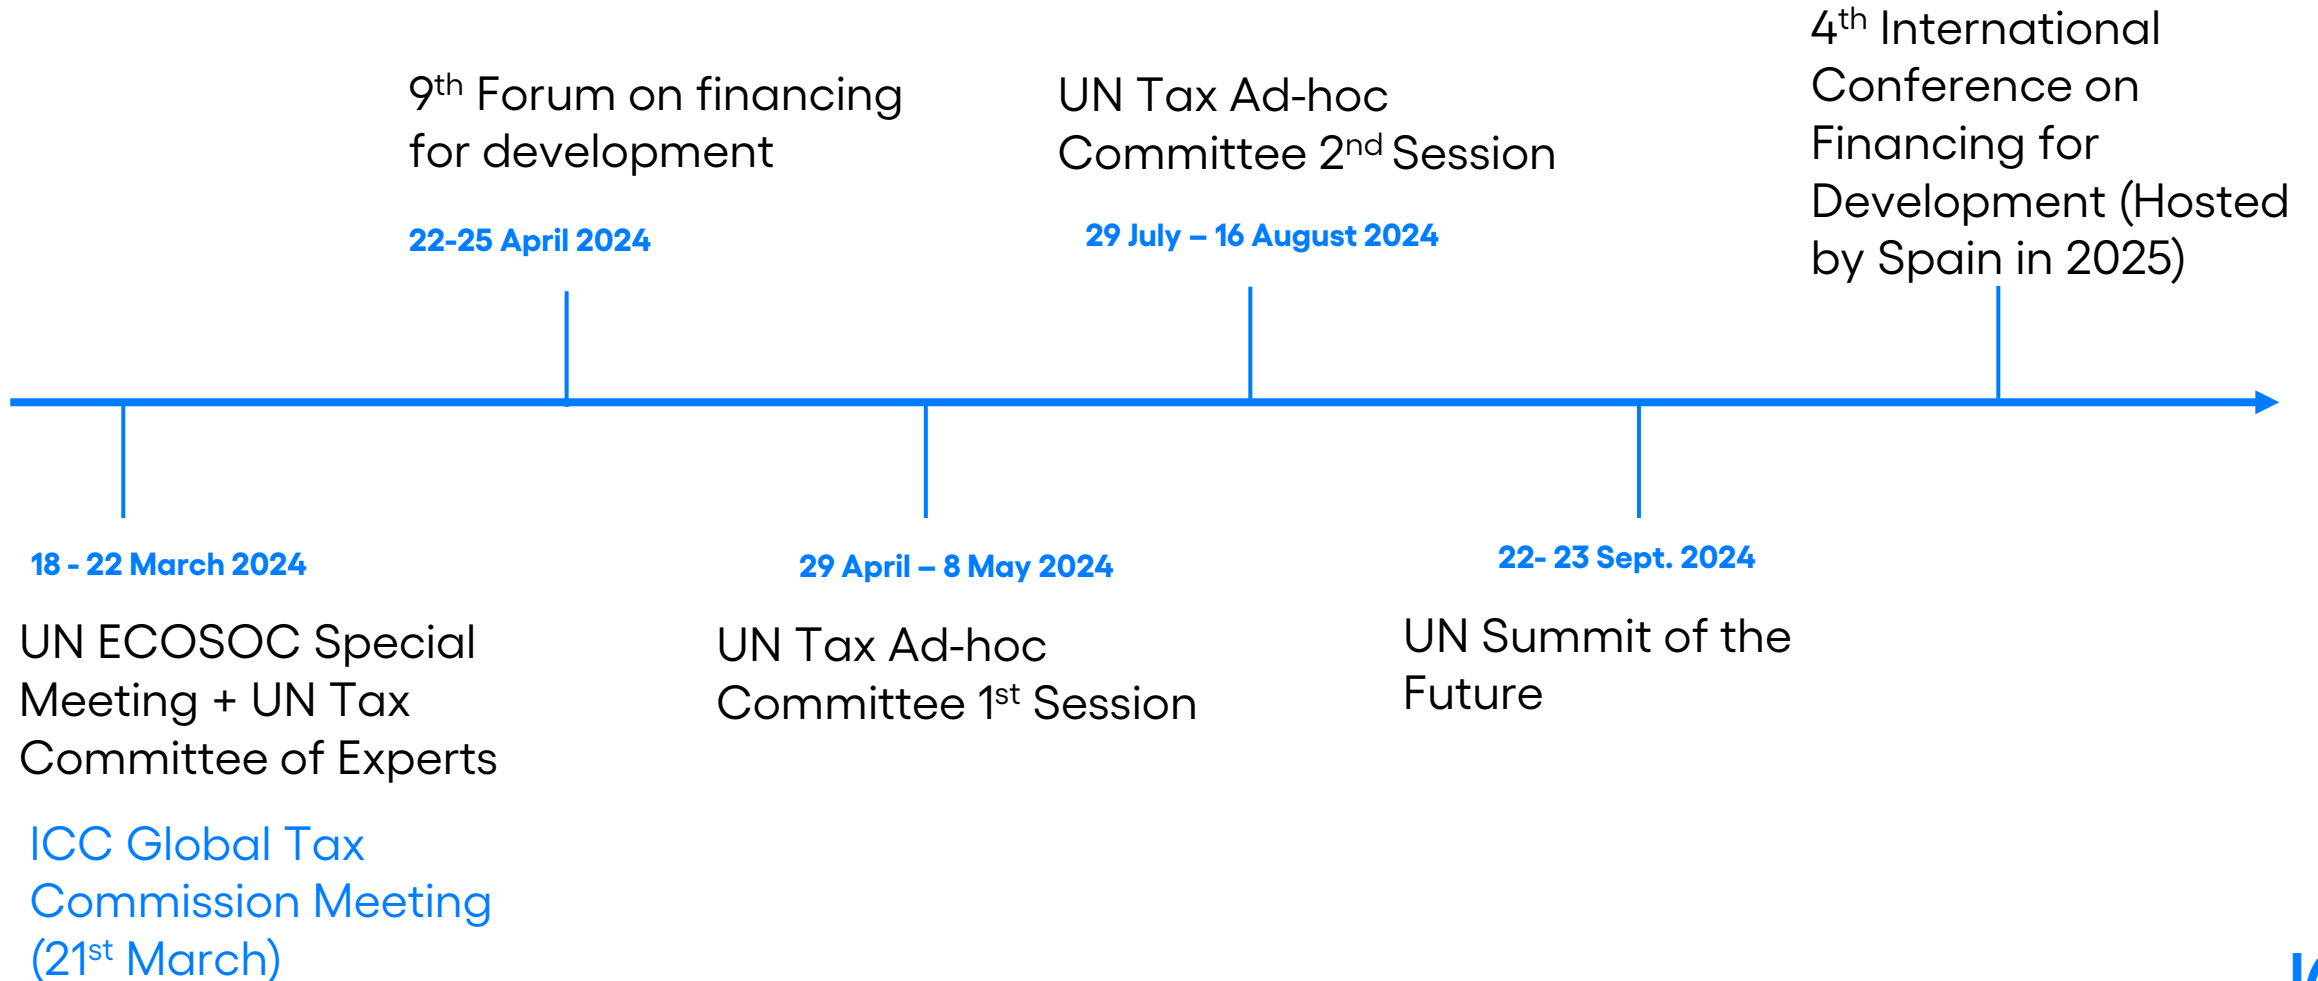 9th Forum on financing
for development
22-25 April 2024
UN Tax Ad-hoc
Committee 2nd Session
29 July – 16 August 2024
4th International
Conference on
Financing for
Development (Hosted
by Spain in 2025)
18 - 22 March 2024
UN ECOSOC Special
Meeting + UN Tax
Committee of Experts
ICC Global Tax
Commission Meeting
(21st March)
29 April – 8 May 2024
UN Tax Ad-hoc
Committee 1st Session
22- 23 Sept. 2024
UN Summit of the
Future